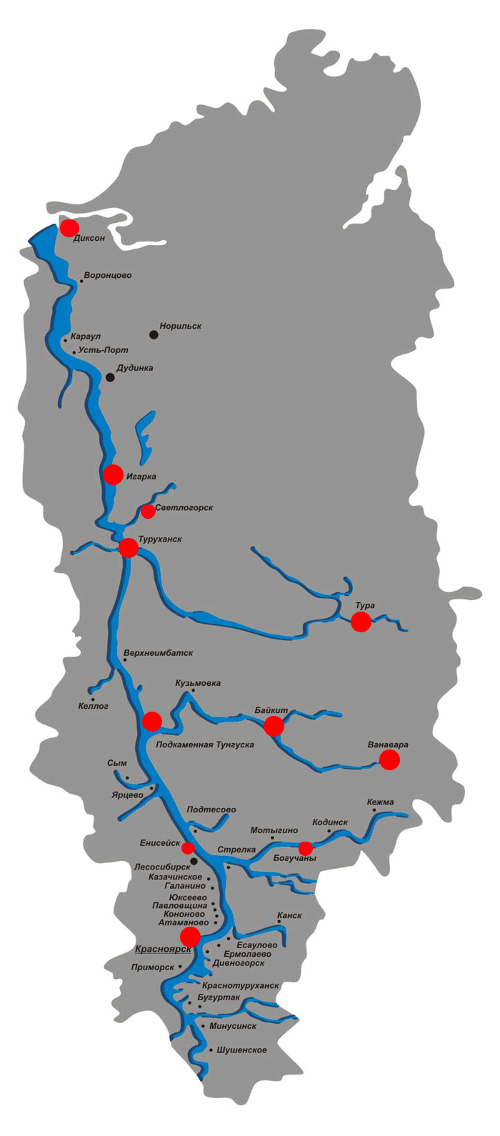 Диксон
Воронцово
Норильск
Караул
Усть-Порт
Дудинка
Игарка
Светлогорск
Туруханск
Тура
Верхнеимбатск
Кузьмовка
Келлог
Байкит
Подкаменная Тунгуска
Ванавара
Сым
Ярцево
Кежма
Подтесово
Кодинск
Мотыгино
Енисейск
Стрелка
Богучаны
Лесосибирск
Казачинское
Галанино
Юксеево
Павловщина
Кононово
Атаманово
Канск
Есаулово
Красноярск
Ермолаево
Дивногорск
Приморск
Краснотуруханск
Бугуртак
Минусинск
Шушенское